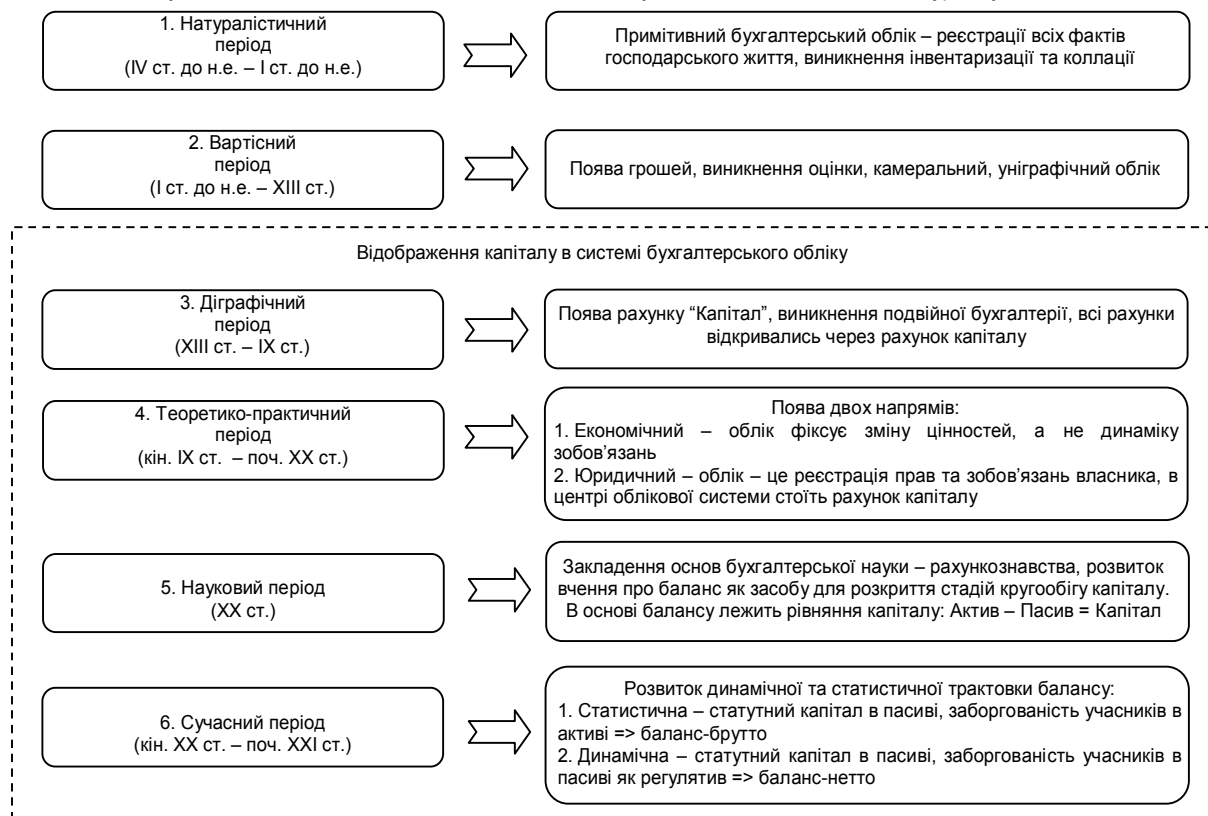 1. Натуралістичний
період
(IV ст. до н.е. – I ст. до н.е.)
Примітивний бухгалтерський облік – реєстрації всіх фактів
господарського життя, виникнення інвентаризації та коллації
2. Вартісний
період
(I ст. до н.е. – XIII ст.)
Поява грошей, виникнення оцінки, камеральний, уніграфічний облік
Відображення капіталу в системі бухгалтерського обліку
3. Діграфічний
період
(XIII ст. – IX ст.)
Поява рахунку “Капітал”, виникнення подвійної бухгалтерії, всі рахунки
відкривались через рахунок капіталу
4. Теоретико-практичний
період
(кін. IX ст. – поч. XX ст.)
Поява двох напрямів:
1. Економічний – облік фіксує зміну цінностей, а не динаміку
зобов’язань
2. Юридичний – облік – це реєстрація прав та зобов’язань власника, в
центрі облікової системи стоїть рахунок капіталу
5. Науковий період
(XX ст.)
Закладення основ бухгалтерської науки – рахункознавства, розвиток
вчення про баланс як засобу для розкриття стадій кругообігу капіталу.
В основі балансу лежить рівняння капіталу: Актив – Пасив = Капітал
6. Сучасний період
(кін. XX ст. – поч. XXI ст.)
Розвиток динамічної та статистичної трактовки балансу:
1. Статистична – статутний капітал в пасиві, заборгованість учасників в
активі => баланс-брутто
2. Динамічна – статутний капітал в пасиві, заборгованість учасників в
пасиві як регулятив => баланс-нетто